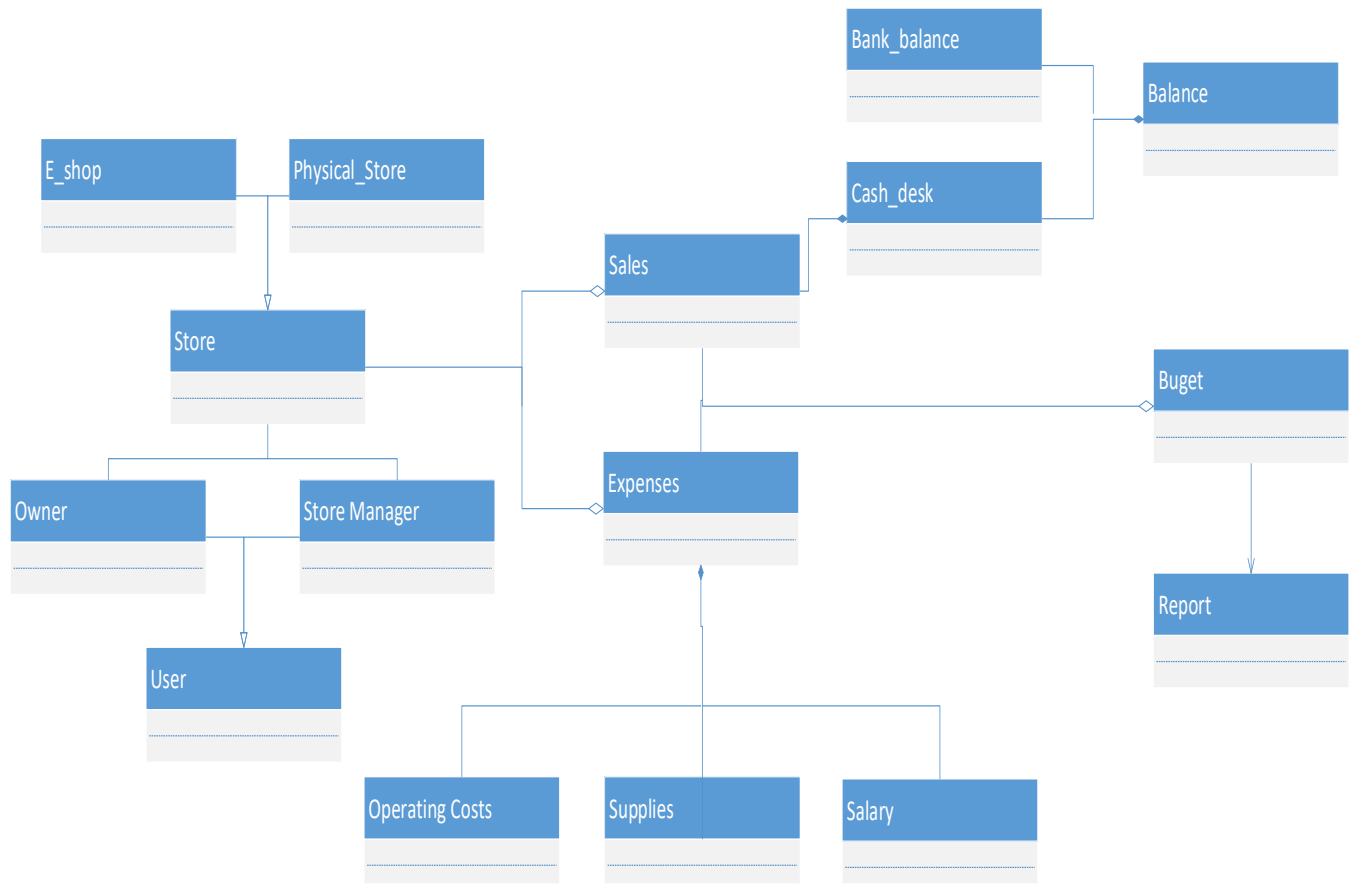 Bank_balance
Balance
E_shop
Physical_Store
Cash_desk
Sales
Store
Buget
Expenses
Owner
Store Manager
Report
User
Operating Costs
Supplies
Salary